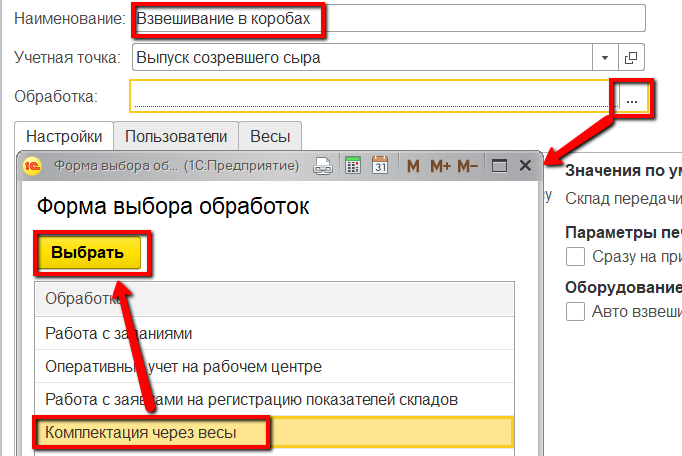 Наименование: Взвешивание в коробах
Учетная точка: Выпуск созревшего сыра
Обработка: ...
Настройки Пользователи Весы
1С Форма выбора об... (1С:Предприятие) 31 M M+ M-
Значения по ум
Склад передачи
Форма выбора обработок
Параметры пе
Выбрать
Сразу на при
Оборудование
Обработка
Авто взвеши
Работа с заданиями
Оперативный учет на рабочем центре
Работа с заявками на регистрацию показателей складов
Комплектация через весы